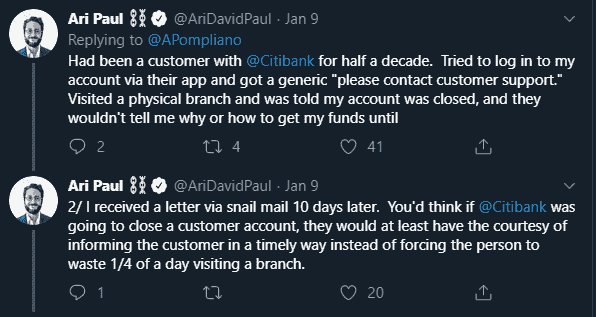 Ari Paul ⛓ @AriDavidPaul · Jan 9
Replying to @APompliano
Had been a customer with @Citibank for half a decade.  Tried to log in to my
account via their app and got a generic "please contact customer support."
Visited a physical branch and was told my account was closed, and they
wouldn't tell me why or how to get my funds until
2 4 41
Ari Paul ⛓ @AriDavidPaul · Jan 9
2/ I received a letter via snail mail 10 days later.  You'd think if @Citibank was
going to close a customer account, they would at least have the courtesy of
informing the customer in a timely way instead of forcing the person to
waste 1/4 of a day visiting a branch.
1 20